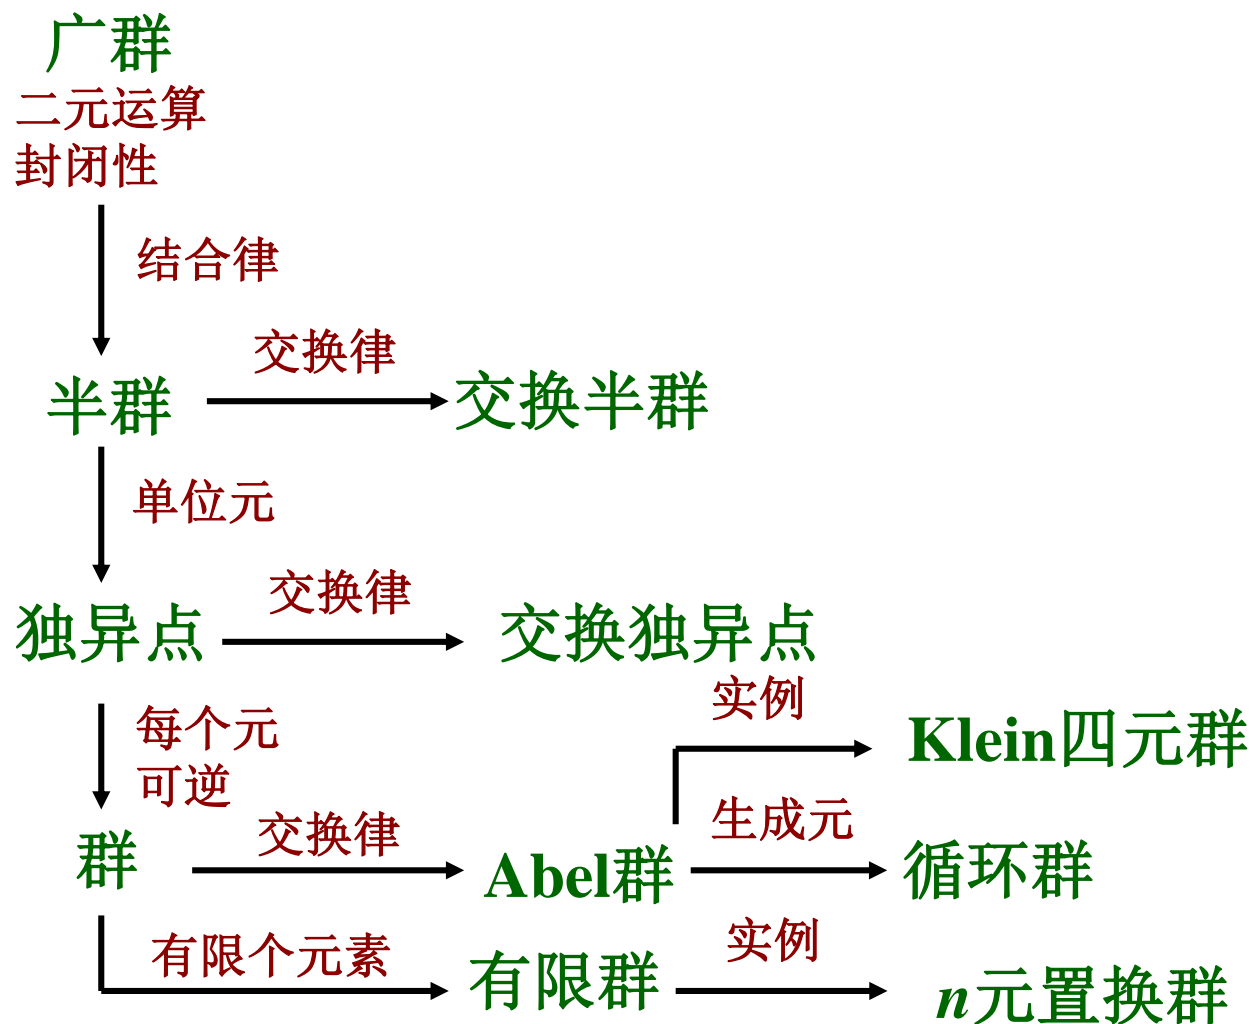 广群
二元运算
封闭性
结合律
交换律
半群
交换半群
单位元
交换律
独异点
交换独异点
实例
每个元
可逆
Klein四元群
交换律
生成元
群
Abel群
循环群
有限个元素
实例
有限群
n元置换群